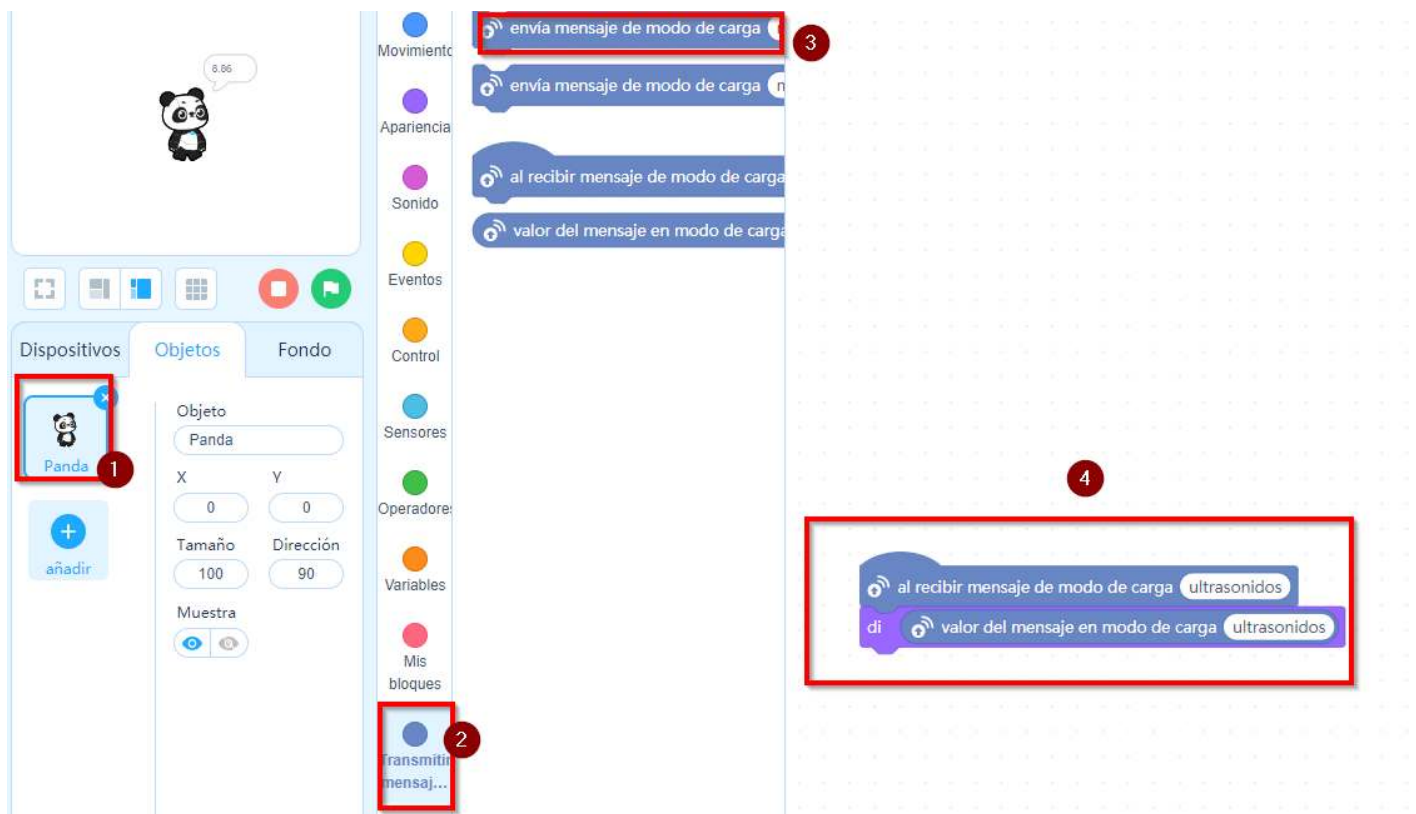 8.86
Dispositivos
Objetos
Fondo
Panda
1
añadir
Objeto
Panda
X
Y
0
0
Tamaño
Dirección
100
90
Muestra
Movimiento
Apariencia
Sonido
Eventos
Control
Sensores
Operadores
Variables
Mis
bloques
2
Transmitir
mensaj...
envía mensaje de modo de carga
3
envía mensaje de modo de carga
al recibir mensaje de modo de carga
valor del mensaje en modo de carga
4
al recibir mensaje de modo de carga ultrasonidos
di valor del mensaje en modo de carga ultrasonidos